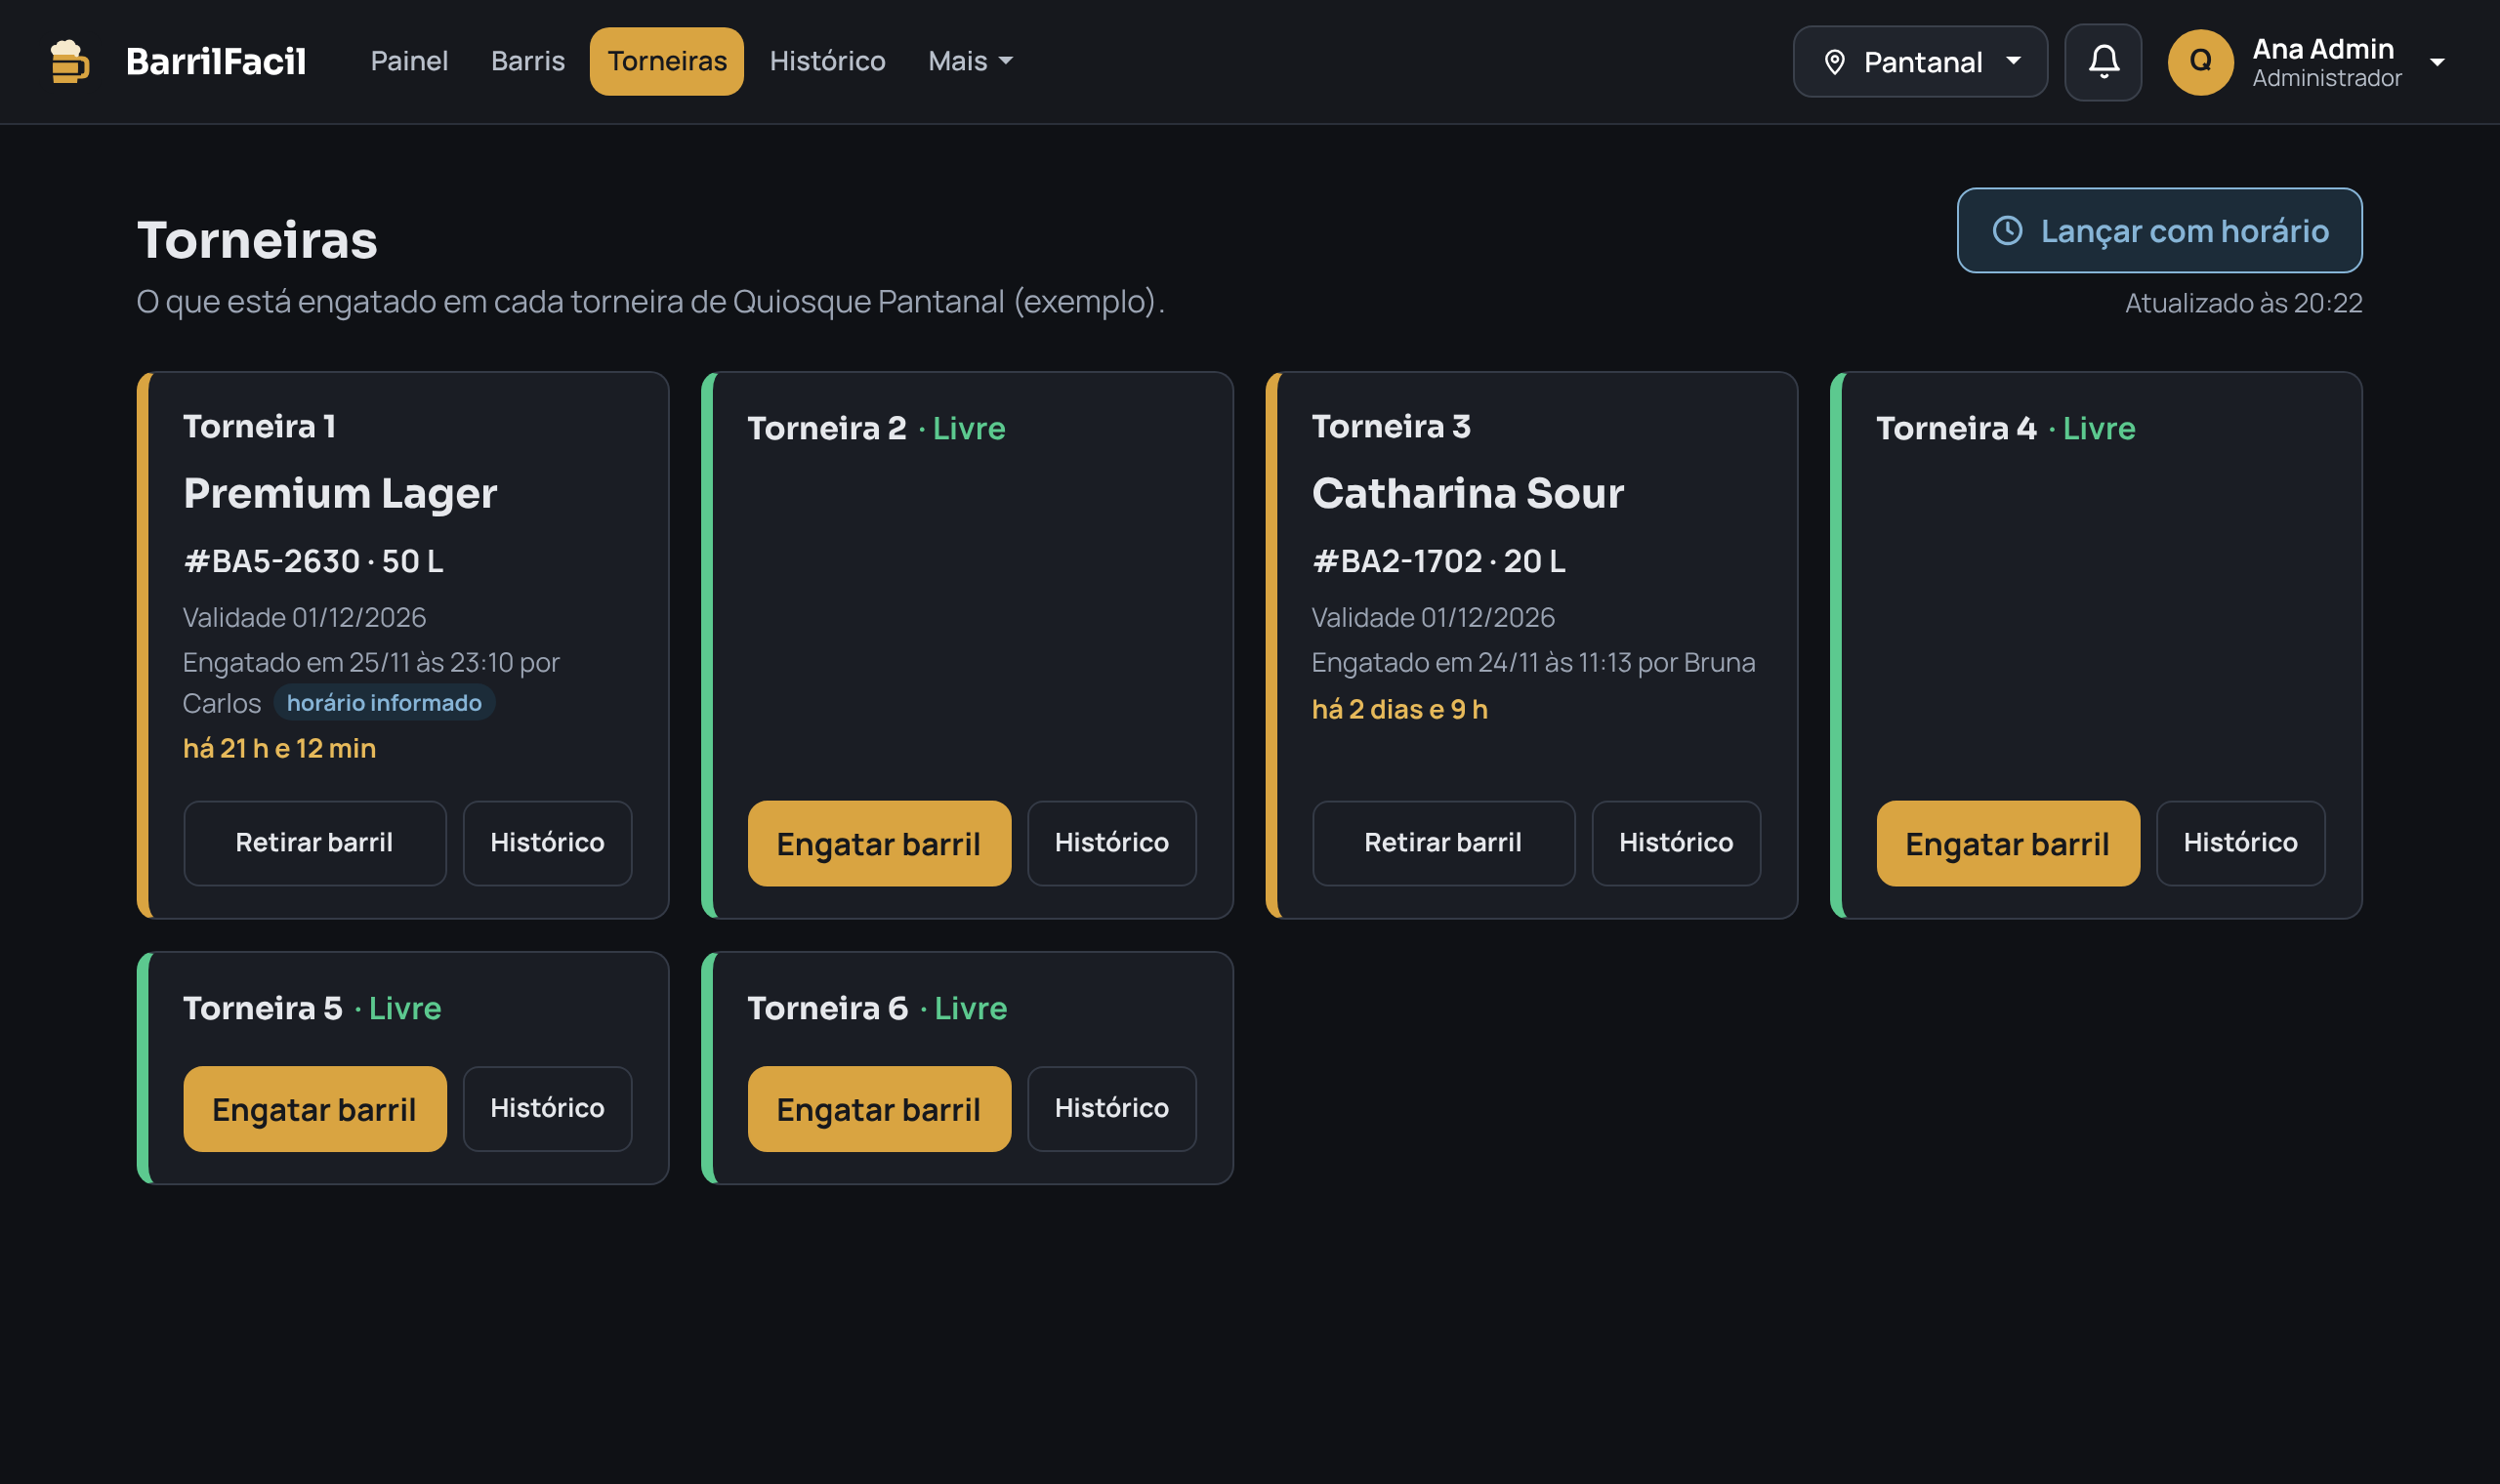 BarrilFacil
Painel
Barris
Torneiras
Histórico
Mais
Pantanal
Q
Ana Admin
Administrador
Torneiras
O que está engatado em cada torneira de Quiosque Pantanal (exemplo).
Lançar com horário
Atualizado às 20:22
Torneira 1
Premium Lager
#BA5-2630 · 50 L
Validade 01/12/2026
Engatado em 25/11 às 23:10 por
Carlos horário informado
há 21 h e 12 min
Retirar barril
Histórico
Torneira 2 · Livre
Engatar barril
Histórico
Torneira 3
Catharina Sour
#BA2-1702 · 20 L
Validade 01/12/2026
Engatado em 24/11 às 11:13 por Bruna
há 2 dias e 9 h
Retirar barril
Histórico
Torneira 4 · Livre
Engatar barril
Histórico
Torneira 5 · Livre
Engatar barril
Histórico
Torneira 6 · Livre
Engatar barril
Histórico